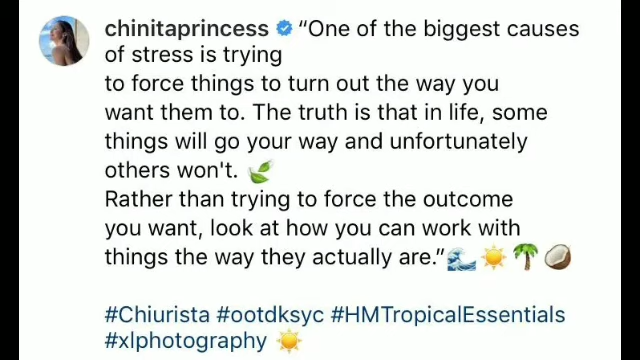 chinitaprincess “One of the biggest causes
of stress is trying
to force things to turn out the way you
want them to. The truth is that in life, some
things will go your way and unfortunately
others won't. 🍃
Rather than trying to force the outcome
you want, look at how you can work with
things the way they actually are.”🌊☀️🌴🥥
#Chiurista #ootdksyc #HMTropicalEssentials
#xlphotography ☀️